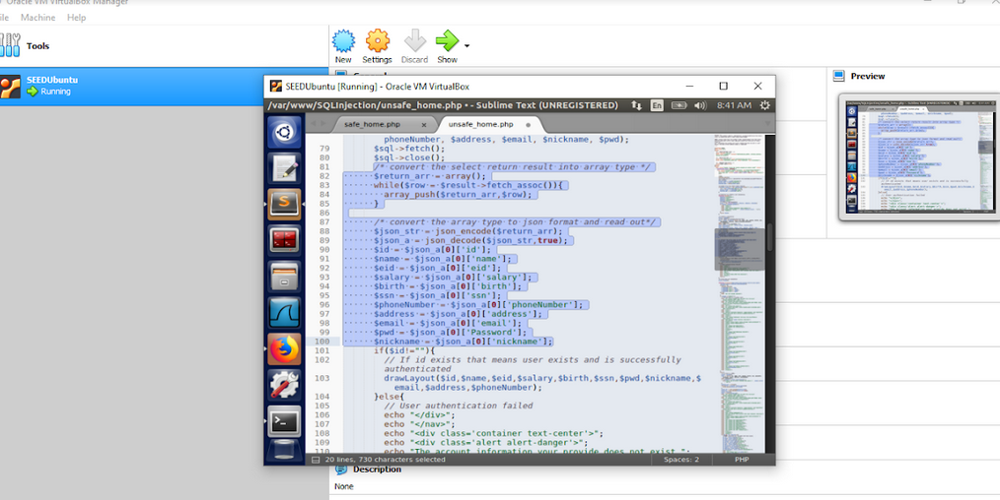 Oracle VM VirtualBox Manager
File Machine Help
Tools
New Settings Discard Show
SEEDUbuntu
Running
Preview
SEEDUbuntu [Running] - Oracle VM VirtualBox
/var/www/SQLInjection/unsafe_home.php • - Sublime Text (UNREGISTERED) En 8:41 AM
safe_home.php × unsafe_home.php
phoneNumber, $address, $email, $nickname, $pwd);
79 $sql->fetch();
80 $sql->close();
81 /* convert the select return result into array type */
82 $return_arr = array();
83 while($row = $result->fetch_assoc()){
84 array_push($return_arr,$row);
85 }
86
87 /* convert the array type to json format and read out*/
88 $json_str = json_encode($return_arr);
89 $json_a = json_decode($json_str,true);
90 $id = $json_a[0]['id'];
91 $name = $json_a[0]['name'];
92 $eid = $json_a[0]['eid'];
93 $salary = $json_a[0]['salary'];
94 $birth = $json_a[0]['birth'];
95 $ssn = $json_a[0]['ssn'];
96 $phoneNumber = $json_a[0]['phoneNumber'];
97 $address = $json_a[0]['address'];
98 $email = $json_a[0]['email'];
99 $pwd = $json_a[0]['Password'];
100 $nickname = $json_a[0]['nickname'];
101 if($id!=""){
102 // If id exists that means user exists and is successfully
authenticated
103 drawLayout($id,$name,$eid,$salary,$birth,$ssn,$pwd,$nickname,$
email,$address,$phoneNumber);
104 }else{
105 // User authentication failed
106 echo "</div>";
107 echo "</nav>";
108 echo "<div class='container text-center'>";
109 echo "<div class='alert alert-danger'>";
110 echo "The account information your provide does not exist.";
20 lines, 730 characters selected Spaces: 2 PHP
Description
None